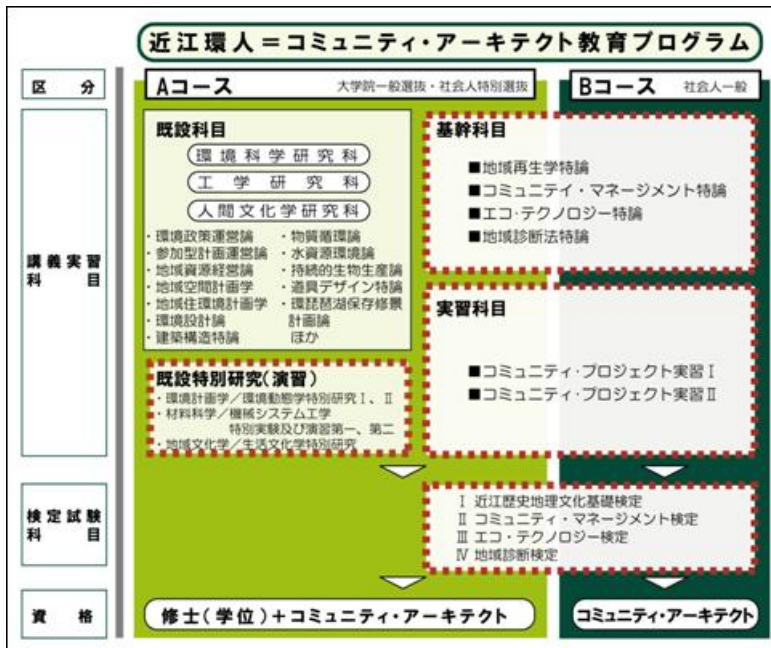 近江環人＝コミュニティ・アーキテクト教育プログラム
区分
Aコース 大学院一般選抜・社会人特別選抜
Bコース 社会人一般
講義実習
科目
既設科目
環境科学研究科
工学研究科
人間文化学研究科
・環境政策運営論
・参加型計画運営論
・地域資源経営論
・地域空間計画学
・地域住環境計画学
・環境設計論
・建築構造特論
・物質循環論
・水資源環境論
・持続的生物生産論
・道具デザイン特論
・環琵琶湖保存修景
計画論
ほか
既設特別研究(演習)
・環境計画学／環境動態学特別研究Ⅰ、Ⅱ
・材料科学／機械システム工学
特別実験及び演習第一、第二
・地域文化学／生活文化学特別研究
基幹科目
■地域再生学特論
■コミュニテイ・マネージメント特論
■エコ・テクノロジー特論
■地域診断法特論
実習科目
■コミュニティ・プロジェクト実習Ⅰ
■コミュニティ・プロジェクト実習Ⅱ
検定試験
科目
Ⅰ 近江歴史地理文化基礎検定
Ⅱ コミュニティ・マネージメント検定
Ⅲ エコ・テクノロジー検定
Ⅳ 地域診断検定
資格
修士(学位)＋コミュニティ・アーキテクト
コミュニティ・アーキテクト